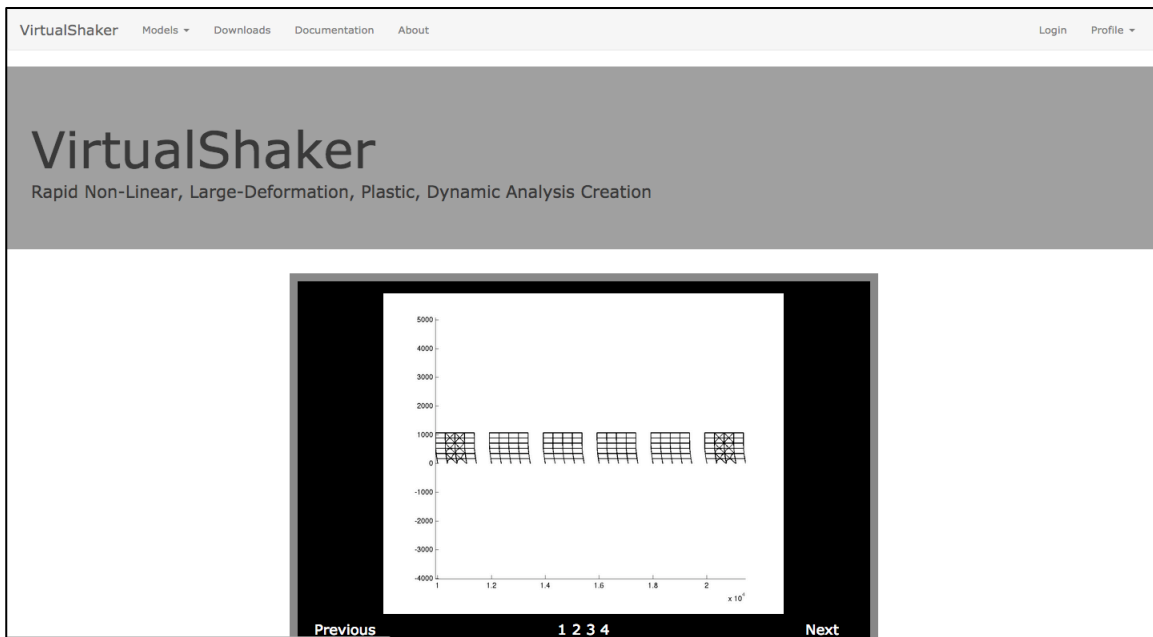 VirtualShaker Models Downloads Documentation About Login Profile
VirtualShaker
Rapid Non-Linear, Large-Deformation, Plastic, Dynamic Analysis Creation
5000
4000
3000
2000
1000
0
-1000
-2000
-3000
-4000
1 1.2 1.4 1.6 1.8 2
x 10⁴
Previous 1 2 3 4 Next